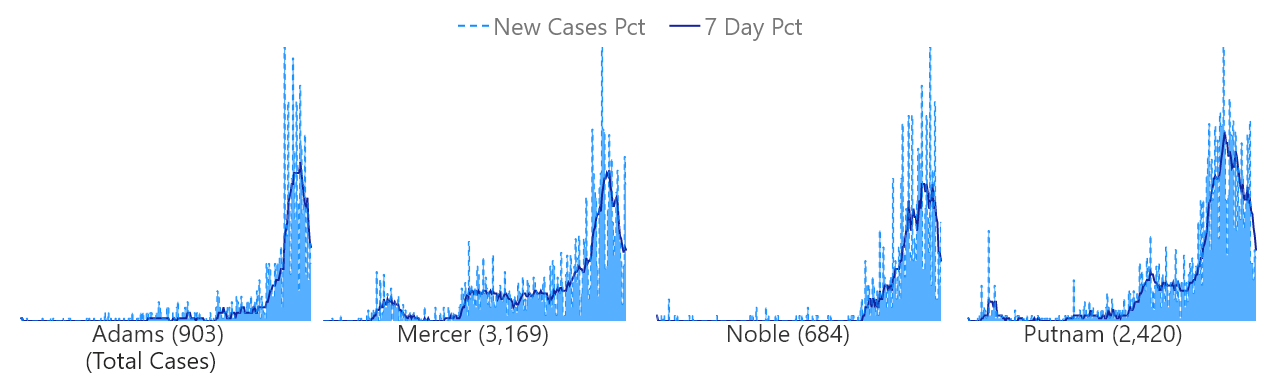 New Cases Pct 7 Day Pct
Adams (903) Mercer (3,169) Noble (684) Putnam (2,420)
(Total Cases)